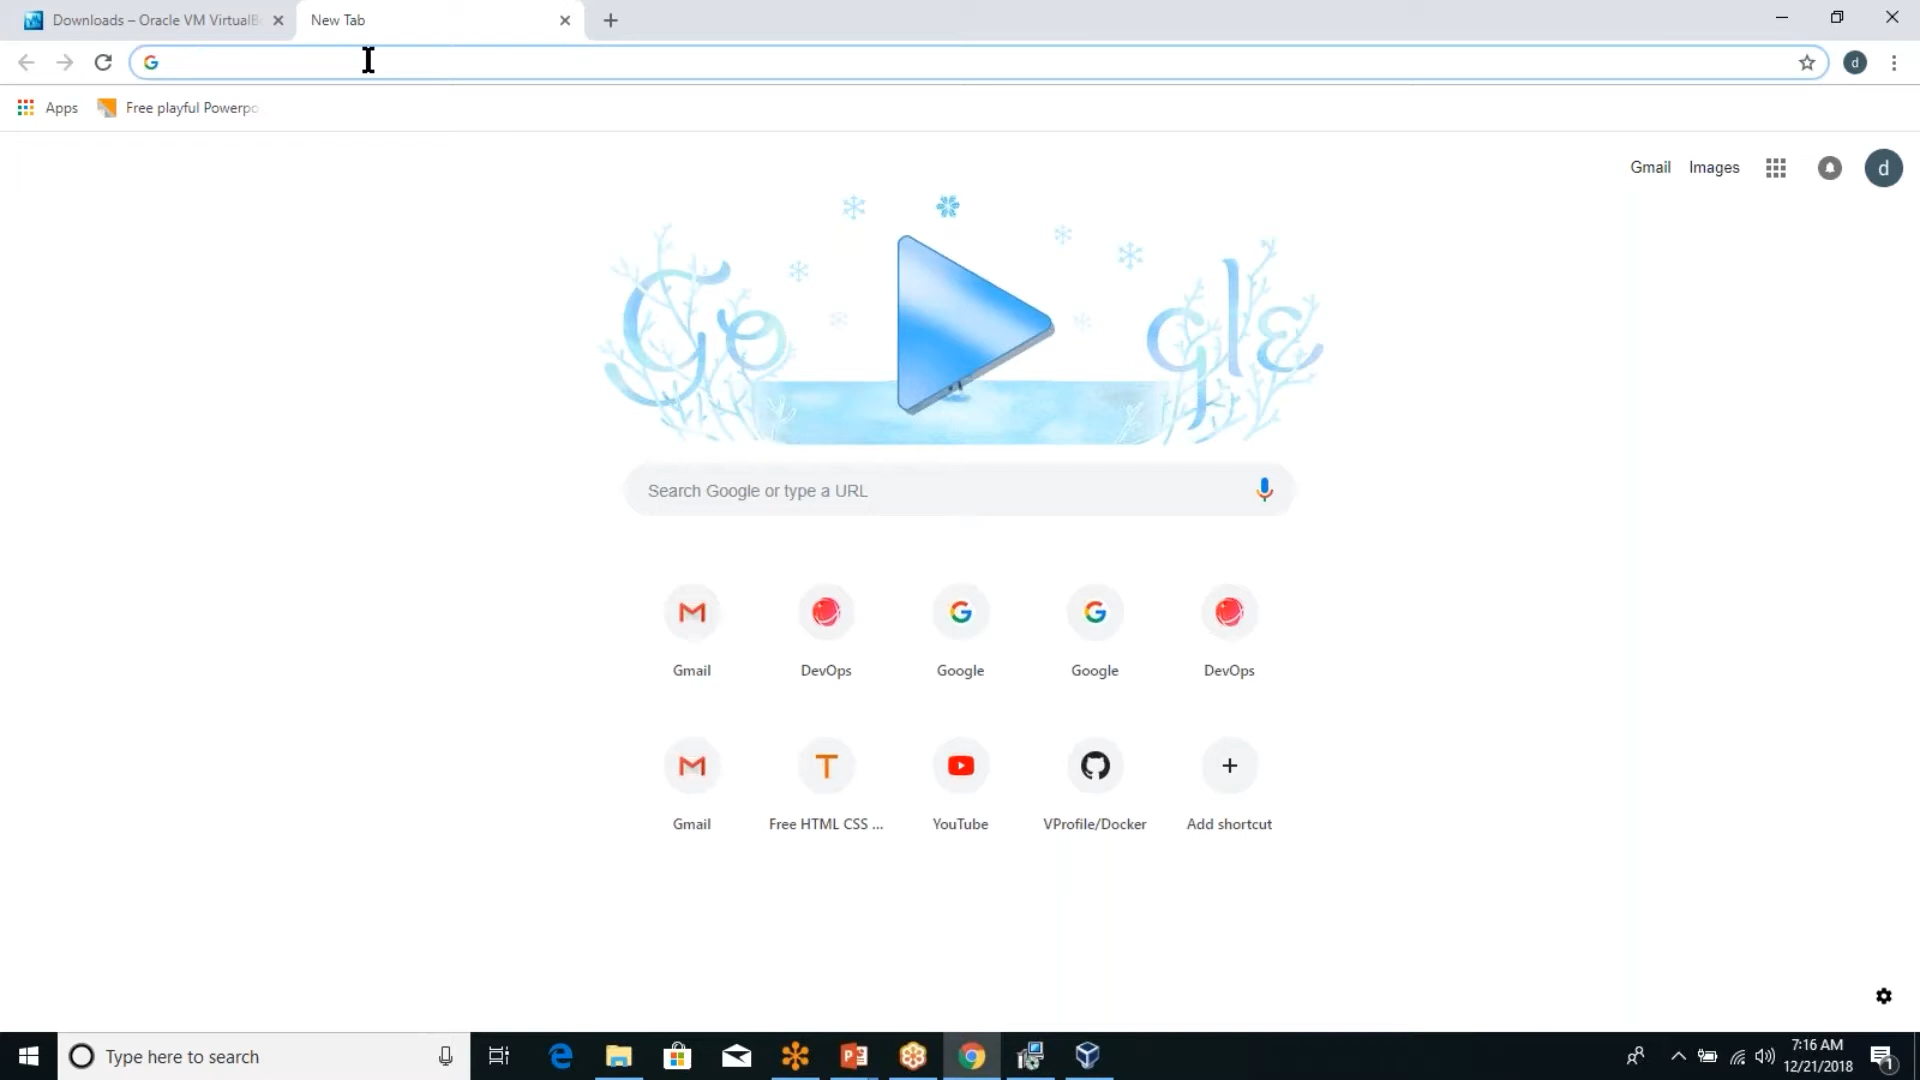 Downloads – Oracle VM VirtualB
New Tab
Apps
Free playful Powerpo
Gmail
Images
d
Google
Search Google or type a URL
Gmail
DevOps
Google
Google
DevOps
Gmail
Free HTML CSS ...
YouTube
VProfile/Docker
Add shortcut
Type here to search
7:16 AM
12/21/2018
1